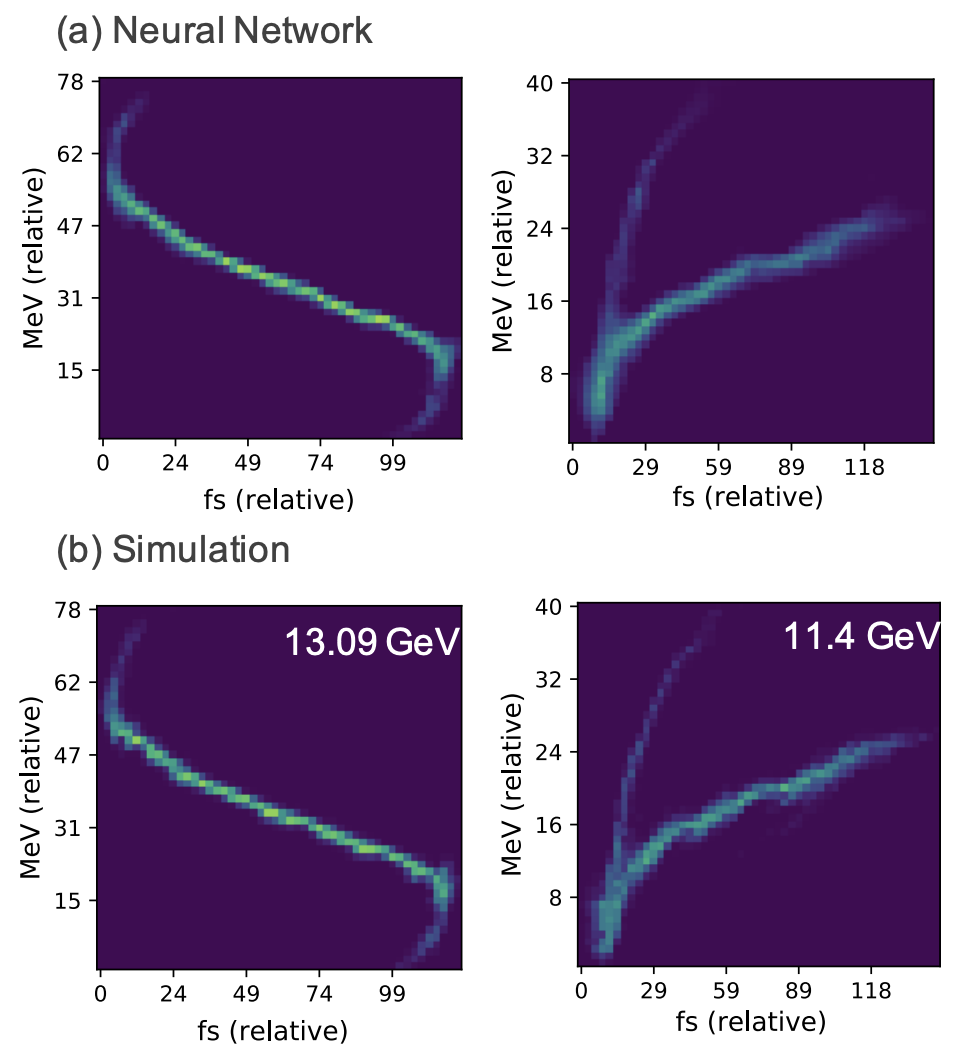 (a) Neural Network
78
62
47
31
15
MeV (relative)
0 24 49 74 99
fs (relative)
40
32
24
16
8
MeV (relative)
0 29 59 89 118
fs (relative)
(b) Simulation
13.09 GeV
78
62
47
31
15
MeV (relative)
0 24 49 74 99
fs (relative)
11.4 GeV
40
32
24
16
8
MeV (relative)
0 29 59 89 118
fs (relative)